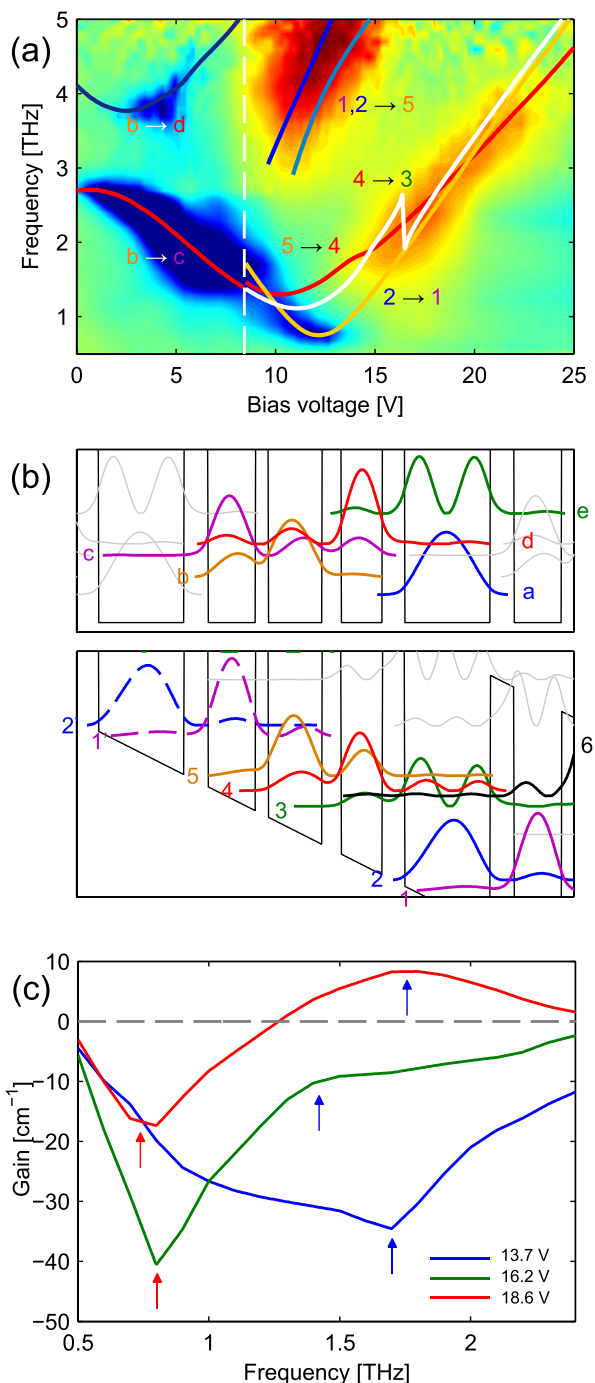 (a)
5
4
3
2
1
Frequency [THz]
b → d
1,2 → 5
4 → 3
b → c
5 → 4
2 → 1
0 5 10 15 20 25
Bias voltage [V]
(b)
e
d
c
b
a
2'
1'
5
4
3
6
2
1
(c)
10
0
−10
−20
−30
−40
−50
Gain [cm⁻¹]
13.7 V
16.2 V
18.6 V
0.5 1 1.5 2
Frequency [THz]